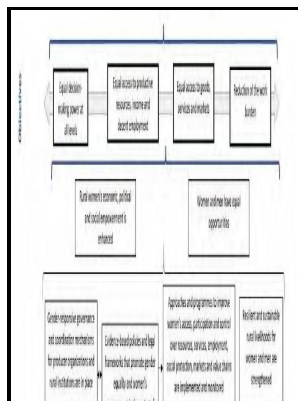 Objectives
Equal decision-
making power at
all levels
Equal access to productive
resources, income and
decent employment
Equal access to goods,
services and markets
Reduction of the work
burden
Rural women's economic, political
and social empowerment is
enhanced
Women and men have equal
opportunities
Gender-responsive governance
and coordination mechanisms
for producer organizations and
rural institutions are in place
Evidence-based policies and legal
frameworks that promote gender
equality and women's
Approaches and programmes to improve
women's access, participation and control
over resources, services, employment,
social protection, markets and value chains
are implemented and monitored
Resilient and sustainable
rural livelihoods for
women and men are
strengthened